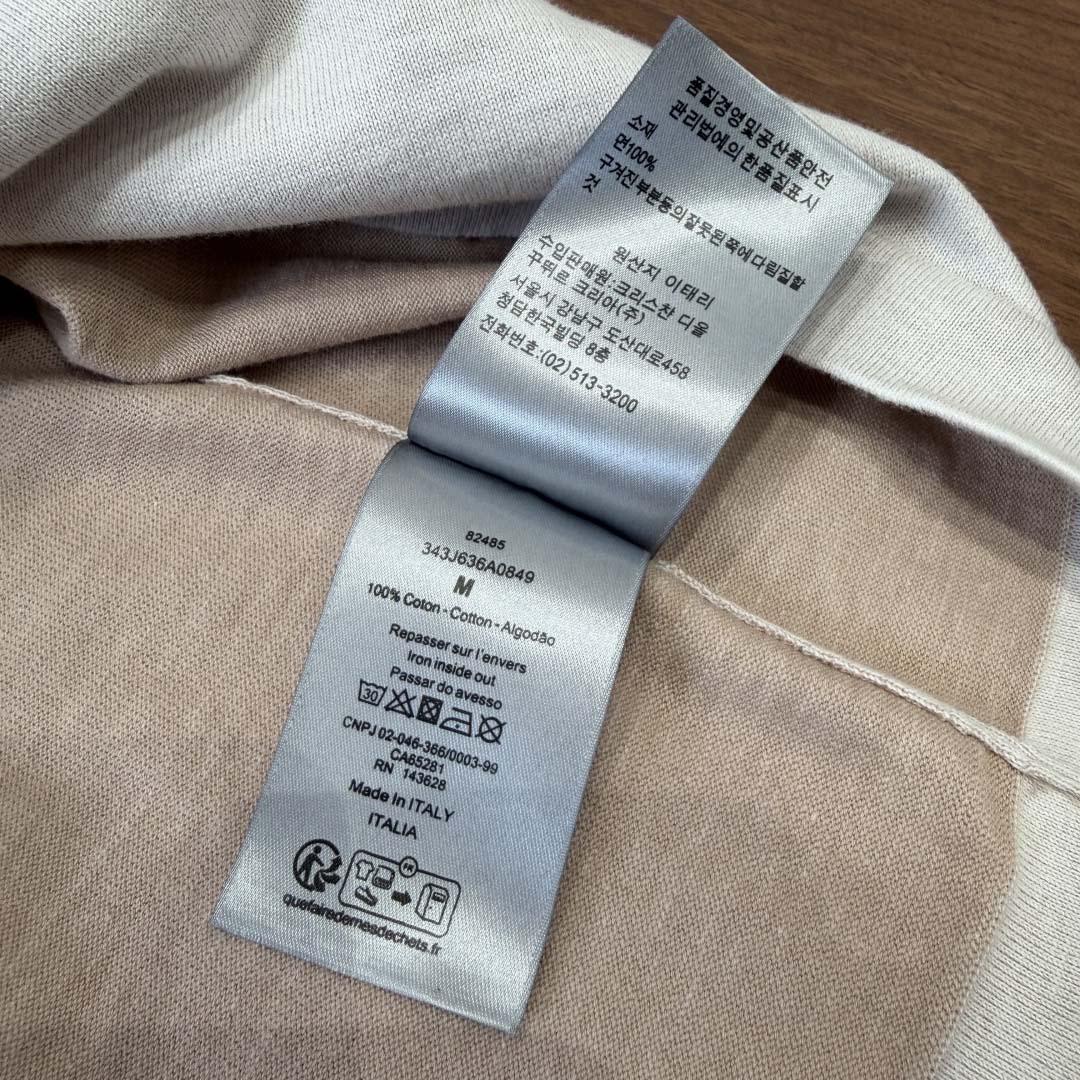 품질경영및공산품안전
관리법에의 한품질표시
소재
면100%
구겨진부분등의잘못된 쪽에 다림질할
것
원산지 이태리
수입판매원:크리스챤 디올
꾸뛰르 크리아(주)
서울시 강남구 도산대로458
청담한국빌딩 8층
전화번호:(02)513-3200
82485
343J636A0849
M
100% Coton - Cotton - Algodão
Repasser sur l'envers
Iron inside out
Passar do avesso
30
CNPJ 02-046-366/0003-99
CA65281
RN 143628
Made in ITALY
ITALIA
FR
quefairedemesdechets.fr